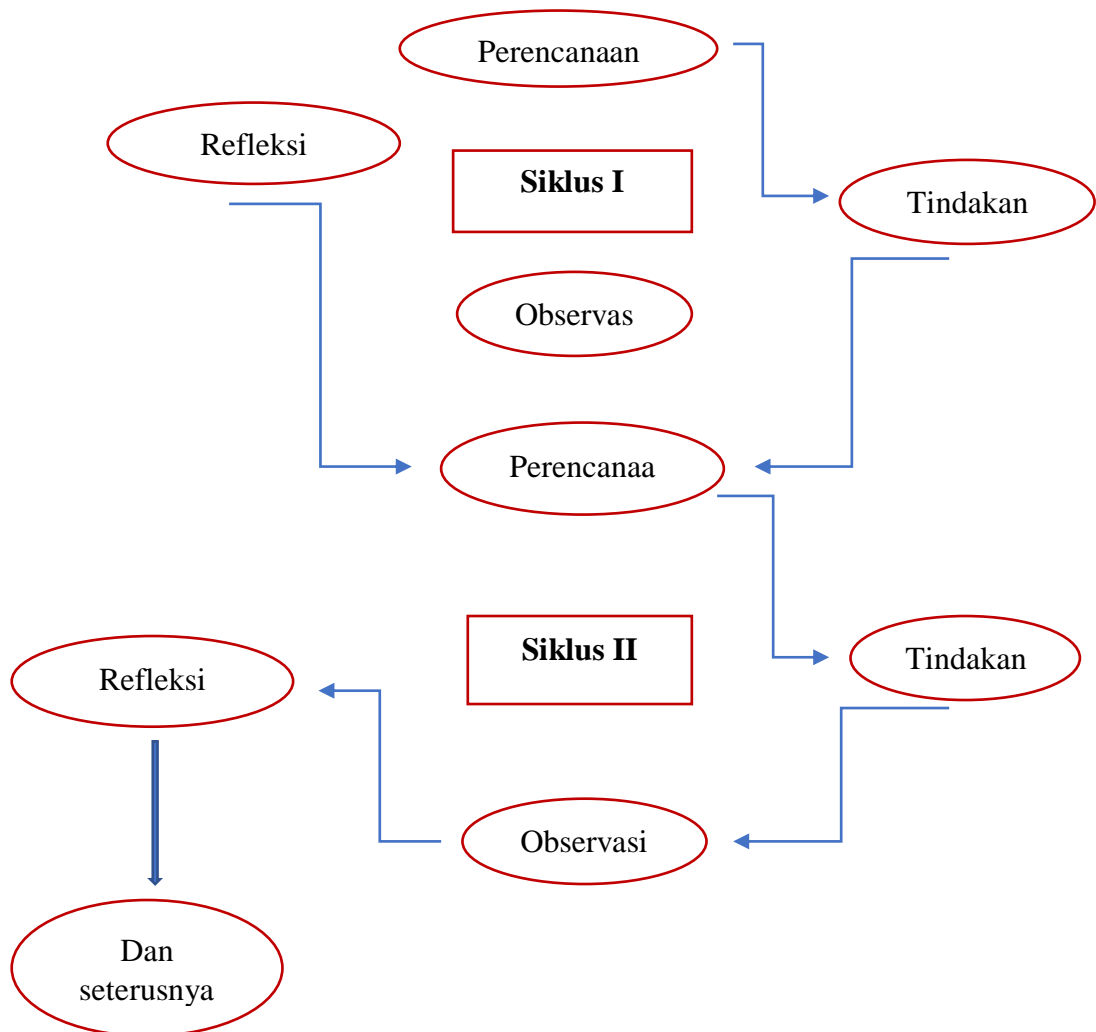 Perencanaan
Refleksi
Siklus I
Tindakan
Observas
Perencanaa
Siklus II
Tindakan
Refleksi
Observasi
Dan
seterusnya